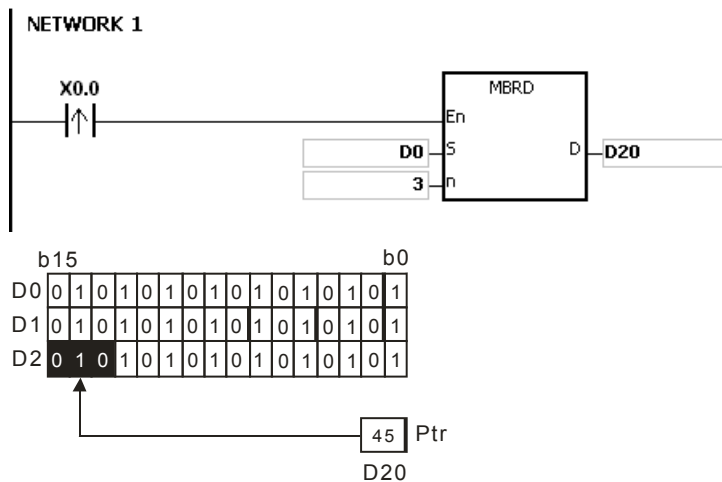 NETWORK 1
X0.0
MBRD
En
D0 S D D20
3 n
b15 b0
D0 0 1 0 1 0 1 0 1 0 1 0 1 0 1 0 1
D1 0 1 0 1 0 1 0 1 0 1 0 1 0 1 0 1
D2 0 1 0 1 0 1 0 1 0 1 0 1 0 1 0 1
45 Ptr
D20